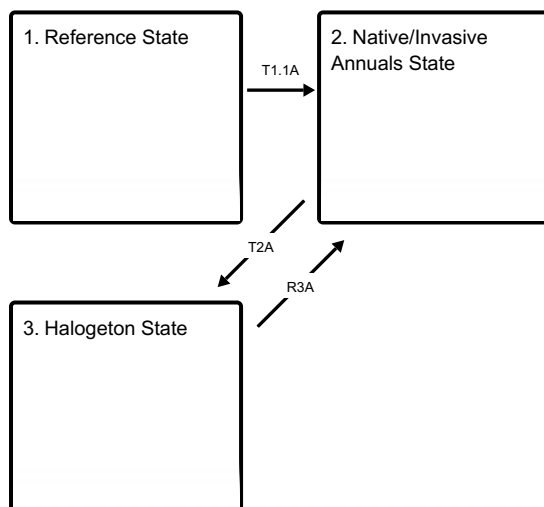 1. Reference State
2. Native/Invasive
Annuals State
T1.1A
T2A
R3A
3. Halogeton State